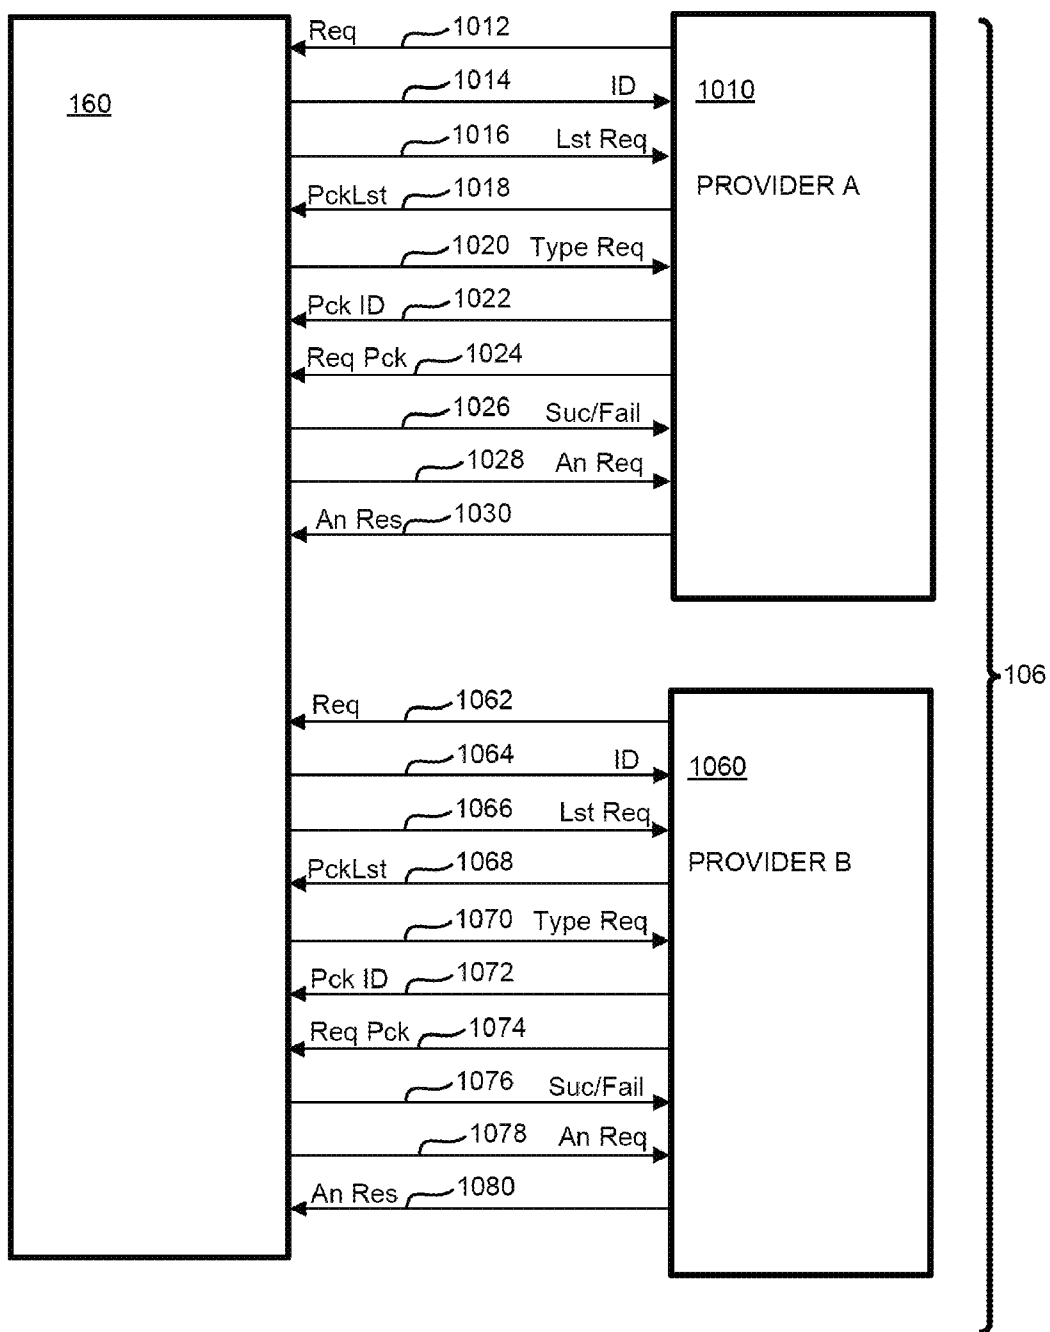 Req 1012
160
1014 ID
1010
1016 Lst Req
PckLst 1018
PROVIDER A
1020 Type Req
Pck ID 1022
Req Pck 1024
1026 Suc/Fail
1028 An Req
An Res 1030
106
Req 1062
1064 ID
1060
1066 Lst Req
PckLst 1068
PROVIDER B
1070 Type Req
Pck ID 1072
Req Pck 1074
1076 Suc/Fail
1078 An Req
An Res 1080